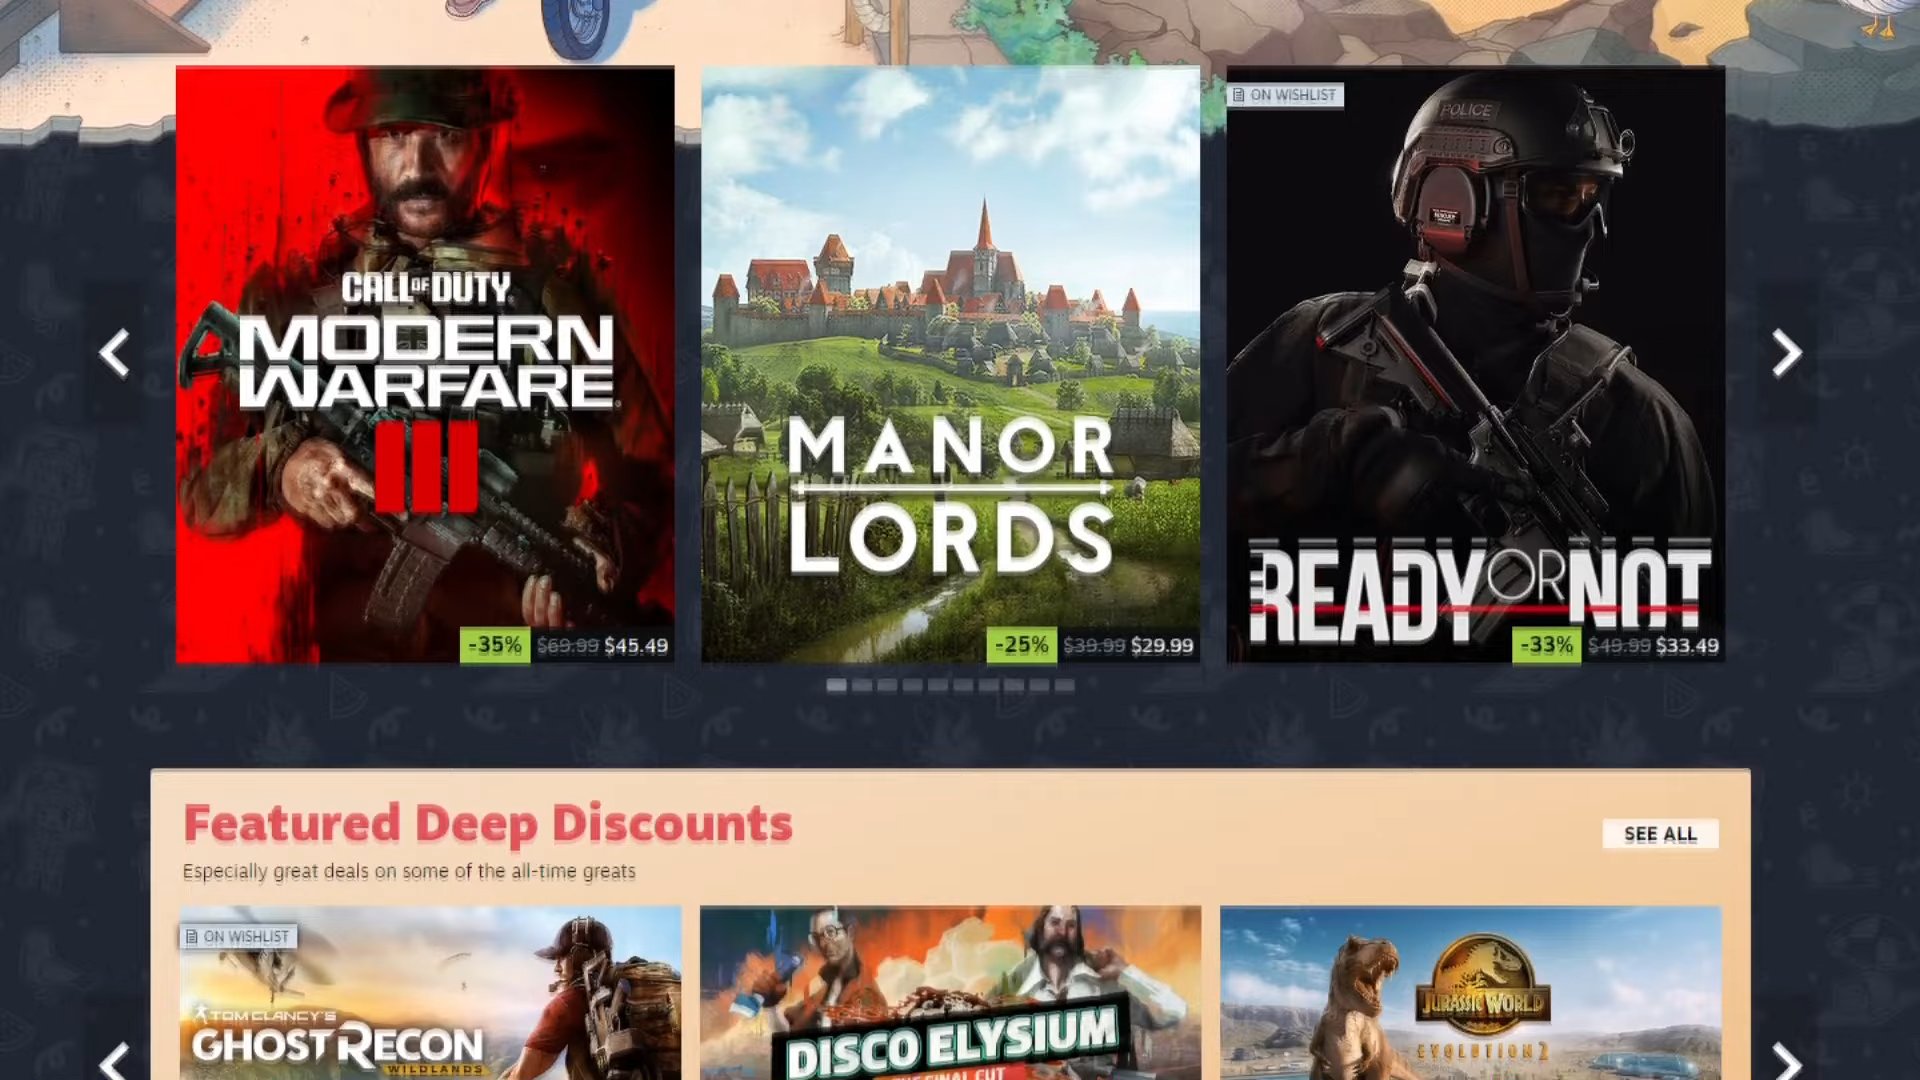 CALL OF DUTY
MODERN
WARFARE
III
-35% $69.99 $45.49
MANOR
LORDS
-25% $39.99 $29.99
ON WISHLIST
POLICE
READY OR NOT
-33% $49.99 $33.49
Featured Deep Discounts
SEE ALL
Especially great deals on some of the all-time greats
ON WISHLIST
TOM CLANCY'S
GHOST RECON
WILDLANDS
DISCO ELYSIUM
THE FINAL CUT
JURASSIC WORLD
EVOLUTION 2